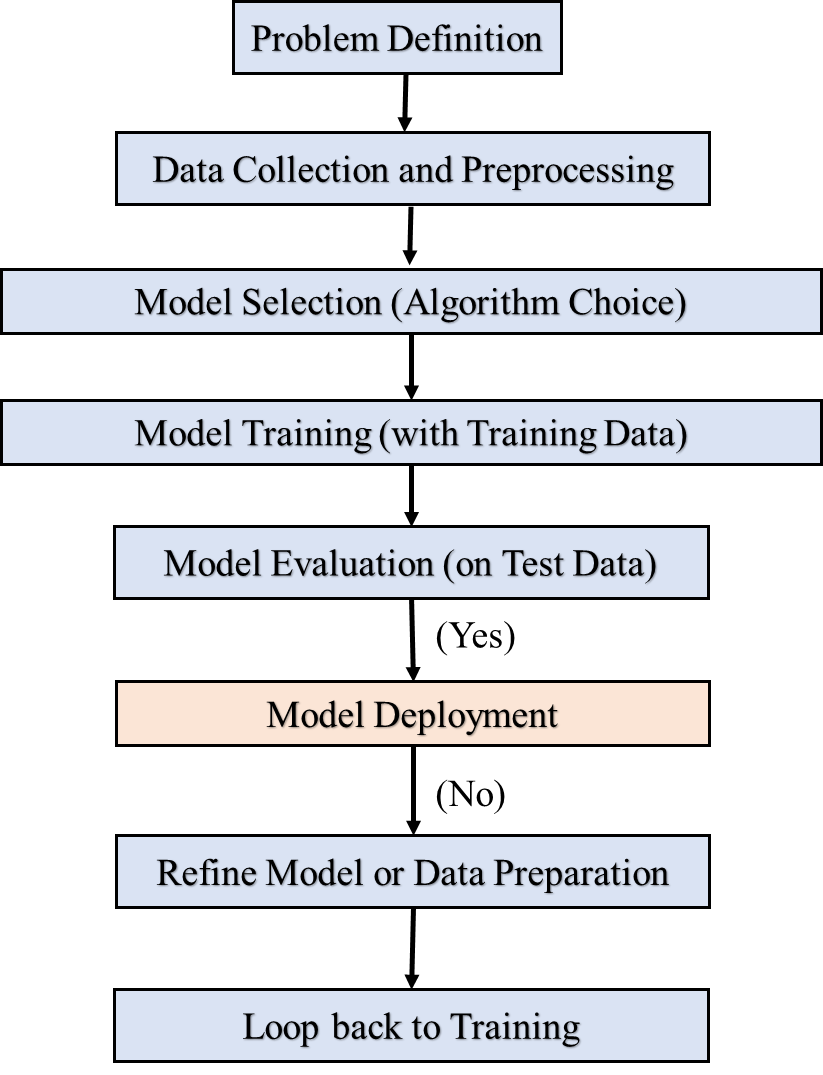 Problem Definition
Data Collection and Preprocessing
Model Selection (Algorithm Choice)
Model Training (with Training Data)
Model Evaluation (on Test Data)
(Yes)
Model Deployment
(No)
Refine Model or Data Preparation
Loop back to Training